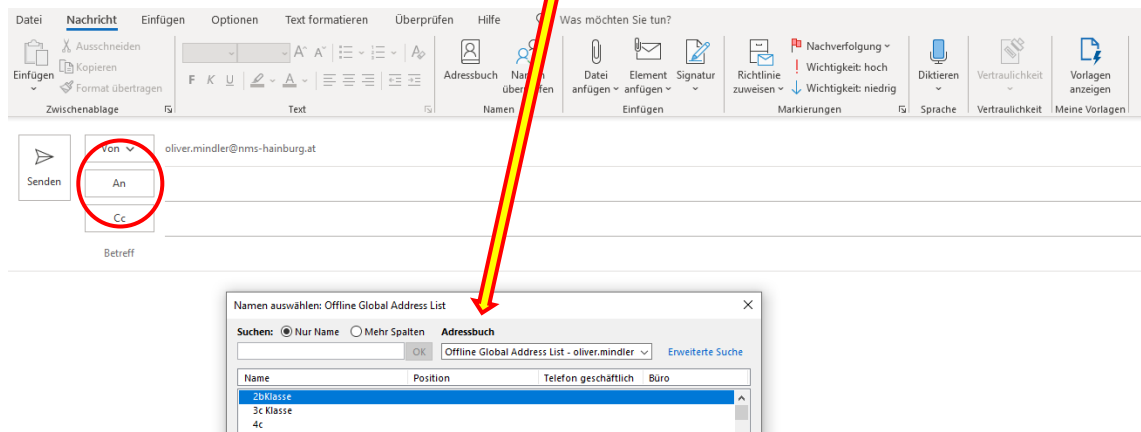 Datei Nachricht Einfügen Optionen Text formatieren Überprüfen Hilfe Was möchten Sie tun?
Einfügen
Ausschneiden
Kopieren
Format übertragen
Zwischenablage
F K U A
Text
Adressbuch
Namen
Datei anfügen
Element anfügen
Signatur
Einfügen
Richtlinie zuweisen
Nachverfolgung
Wichtigkeit: hoch
Wichtigkeit: niedrig
Markierungen
Diktieren
Sprache
Vertraulichkeit
Vertraulichkeit
Vorlagen anzeigen
Meine Vorlagen
Senden
Von oliver.mindler@nms-hainburg.at
An
Cc
Betreff
Namen auswählen: Offline Global Address List
Suchen: Nur Name Mehr Spalten Adressbuch
OK Offline Global Address List - oliver.mindler Erweiterte Suche
Name Position Telefon geschäftlich Büro
2bKlasse
3c Klasse
4c